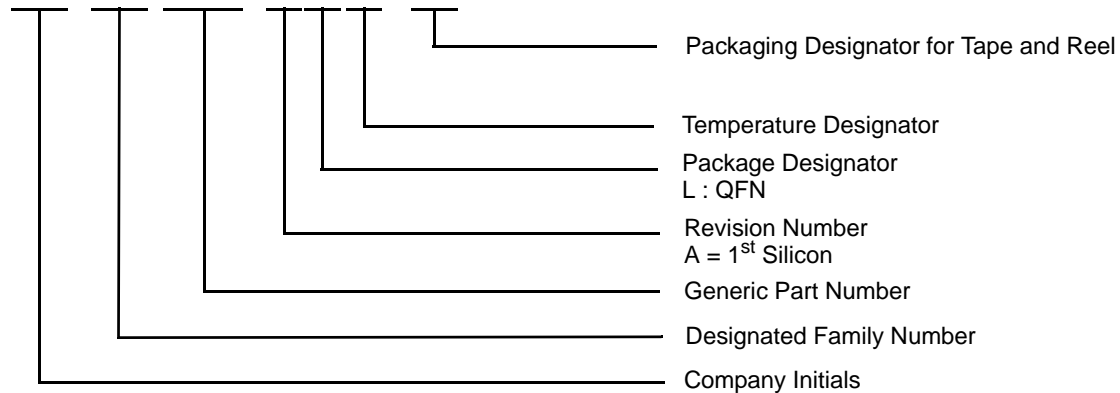 Packaging Designator for Tape and Reel
Temperature Designator
Package Designator
L : QFN
Revision Number
A = 1st Silicon
Generic Part Number
Designated Family Number
Company Initials